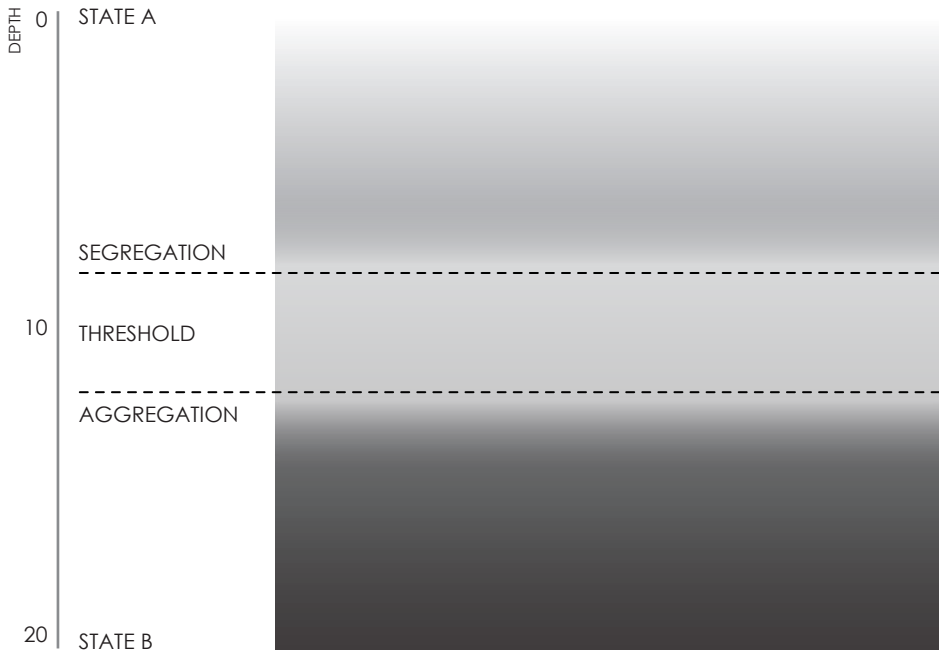 DEPTH
0
STATE A
SEGREGATION
10
THRESHOLD
AGGREGATION
20
STATE B